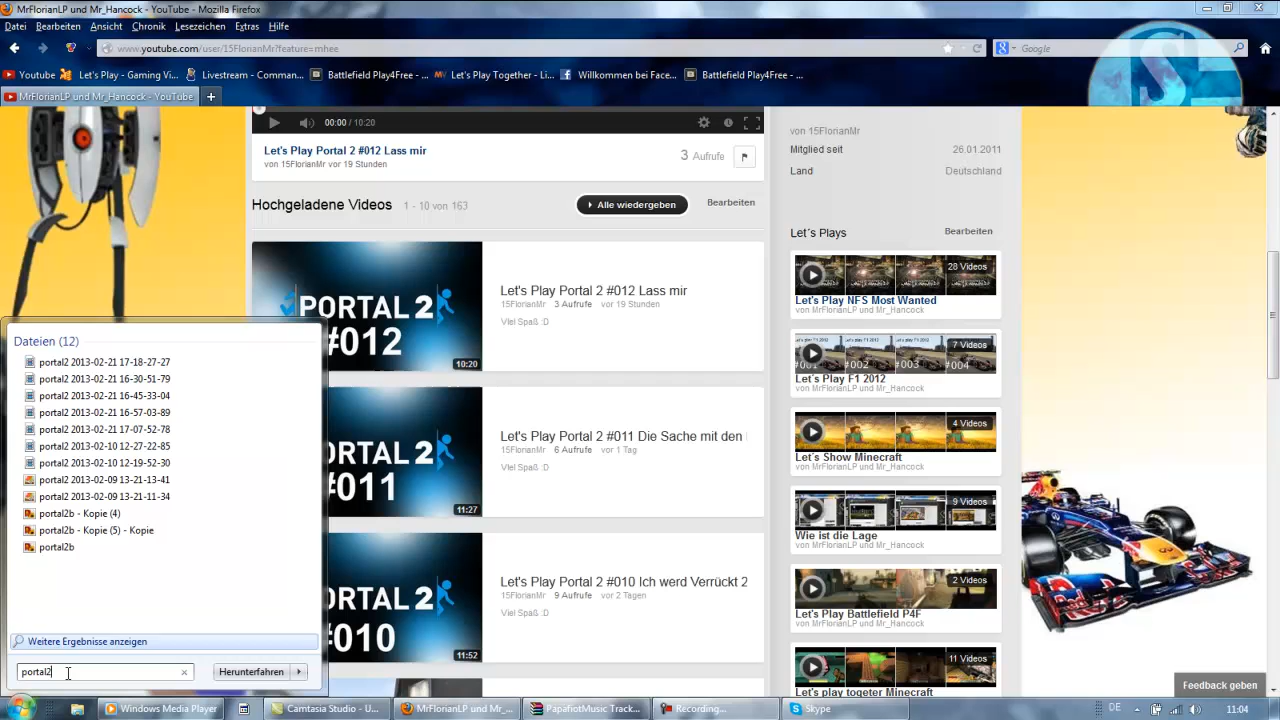 MrFlorianLP und Mr_Hancock - YouTube - Mozilla Firefox
Datei Bearbeiten Ansicht Chronik Lesezeichen Extras Hilfe
www.youtube.com/user/15FlorianMr?feature=mhee
Google
Youtube Let's Play - Gaming Vi... Livestream - Comman... Battlefield Play4Free - ... Let's Play Together - Li... Willkommen bei Face... Battlefield Play4Free - ...
MrFlorianLP und Mr_Hancock - YouTube
00:00 / 10:20
Let's Play Portal 2 #012 Lass mir
von 15FlorianMr vor 19 Stunden
3 Aufrufe
Hochgeladene Videos 1 - 10 von 163
Alle wiedergeben
Bearbeiten
PORTAL 2
#012
10:20
Let's Play Portal 2 #012 Lass mir
15FlorianMr 3 Aufrufe vor 19 Stunden
Viel Spaß :D
ORTAL 2
#011
11:27
Let's Play Portal 2 #011 Die Sache mit den
15FlorianMr 6 Aufrufe vor 1 Tag
Viel Spaß :D
ORTAL 2
#010
11:52
Let's Play Portal 2 #010 Ich werd Verrückt 2
15FlorianMr 9 Aufrufe vor 2 Tagen
Viel Spaß :D
von 15FlorianMr
Mitglied seit 26.01.2011
Land Deutschland
Let´s Plays Bearbeiten
28 Videos
Let's Play NFS Most Wanted
von MrFlorianLP und Mr_Hancock
7 Videos
#001 #002 #003 #004
Let´s Play F1 2012
von MrFlorianLP und Mr_Hancock
4 Videos
Let´s Show Minecraft
von MrFlorianLP und Mr_Hancock
9 Videos
Wie ist die Lage
von MrFlorianLP und Mr_Hancock
2 Videos
Let's Play Battlefield P4F
von MrFlorianLP und Mr_Hancock
11 Videos
Let's play togeter Minecraft
Feedback geben
Dateien (12)
portal2 2013-02-21 17-18-27-27
portal2 2013-02-21 16-30-51-79
portal2 2013-02-21 16-45-33-04
portal2 2013-02-21 16-57-03-89
portal2 2013-02-21 17-07-52-78
portal2 2013-02-10 12-27-22-85
portal2 2013-02-10 12-19-52-30
portal2 2013-02-09 13-21-13-41
portal2 2013-02-09 13-21-11-34
portal2b - Kopie (4)
portal2b - Kopie (5) - Kopie
portal2b
Weitere Ergebnisse anzeigen
portal2
Herunterfahren
Windows Media Player
Camtasia Studio - U...
MrFlorianLP und Mr_...
PapafiotMusic Track...
Recording...
Skype
DE
11:04